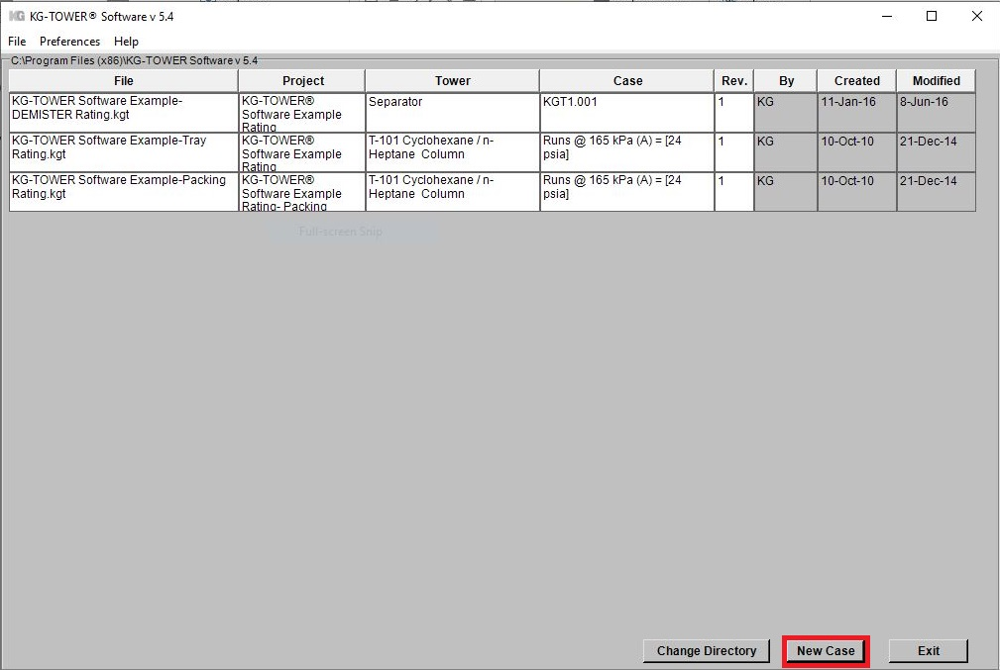 KG KG-TOWER® Software v 5.4
File Preferences Help
C:\Program Files (x86)\KG-TOWER Software v 5.4
File Project Tower Case Rev. By Created Modified
KG-TOWER Software Example- KG-TOWER® Separator KGT1.001 1 KG 11-Jan-16 8-Jun-16
DEMISTER Rating.kgt Software Example
Rating
KG-TOWER Software Example-Tray KG-TOWER® T-101 Cyclohexane / n- Runs @ 165 kPa (A) = [24 1 KG 10-Oct-10 21-Dec-14
Rating.kgt Software Example Heptane Column psia]
Rating
KG-TOWER Software Example-Packing KG-TOWER® T-101 Cyclohexane / n- Runs @ 165 kPa (A) = [24 1 KG 10-Oct-10 21-Dec-14
Rating.kgt Software Example Heptane Column psia]
Rating- Packing
Full-screen Snip
Change Directory New Case Exit